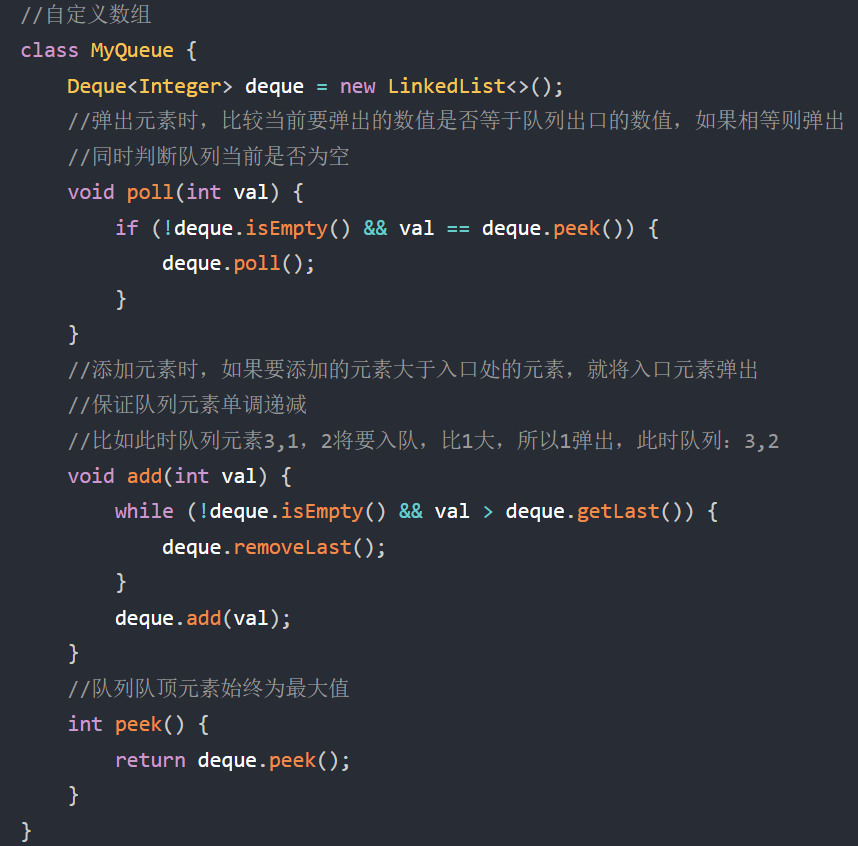 //自定义数组
class MyQueue {
    Deque<Integer> deque = new LinkedList<>();
    //弹出元素时，比较当前要弹出的数值是否等于队列出口的数值，如果相等则弹出
    //同时判断队列当前是否为空
    void poll(int val) {
        if (!deque.isEmpty() && val == deque.peek()) {
            deque.poll();
        }
    }
    //添加元素时，如果要添加的元素大于入口处的元素，就将入口元素弹出
    //保证队列元素单调递减
    //比如此时队列元素3,1，2将要入队，比1大，所以1弹出，此时队列：3,2
    void add(int val) {
        while (!deque.isEmpty() && val > deque.getLast()) {
            deque.removeLast();
        }
        deque.add(val);
    }
    //队列队顶元素始终为最大值
    int peek() {
        return deque.peek();
    }
}